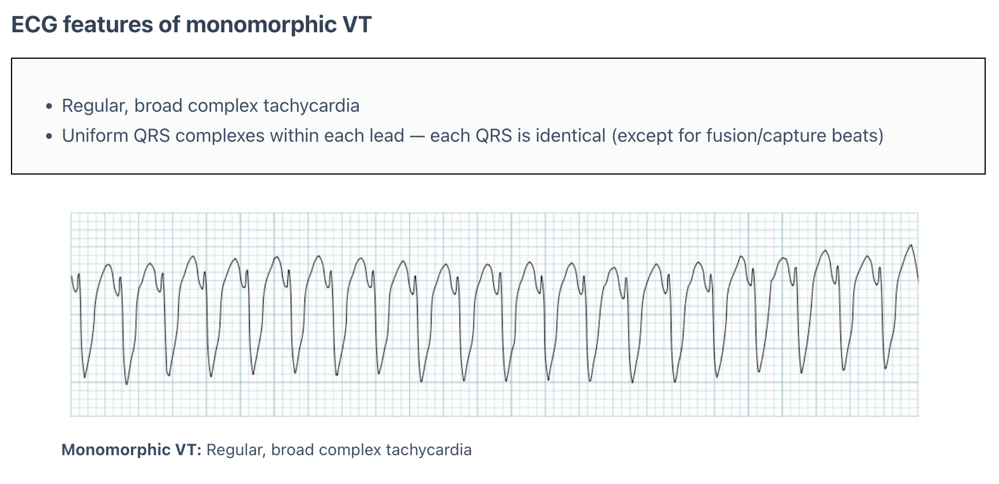 ECG features of monomorphic VT
• Regular, broad complex tachycardia
• Uniform QRS complexes within each lead — each QRS is identical (except for fusion/capture beats)
Monomorphic VT: Regular, broad complex tachycardia